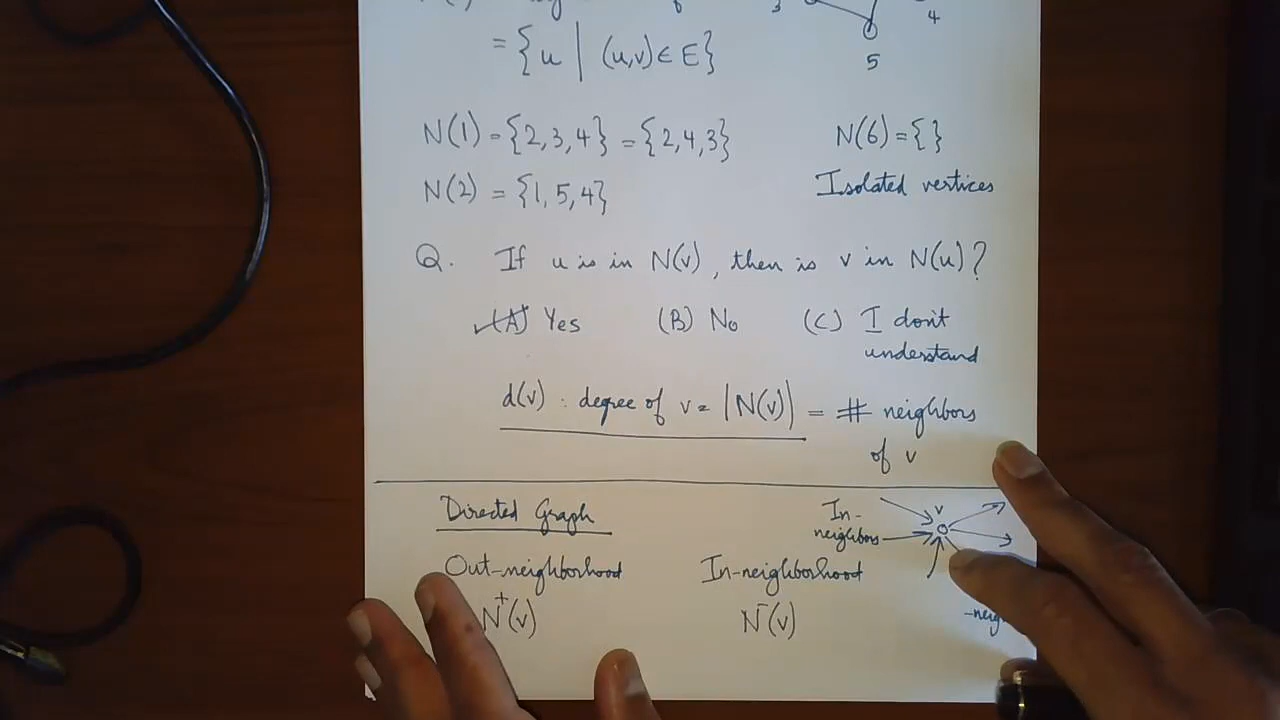 3
4
5
= {u | (u,v) ∈ E}
N(1) = {2,3,4} = {2,4,3}
N(6) = { }
N(2) = {1,5,4}
Isolated vertices
Q. If u is in N(v), then is v in N(u)?
(A) Yes (B) No (C) I don't
understand
d(v) : degree of v = |N(v)| = # neighbors
of v
Directed Graph
In-
neighbors
v
Out-neighborhood In-neighborhood
N⁺(v) N⁻(v)